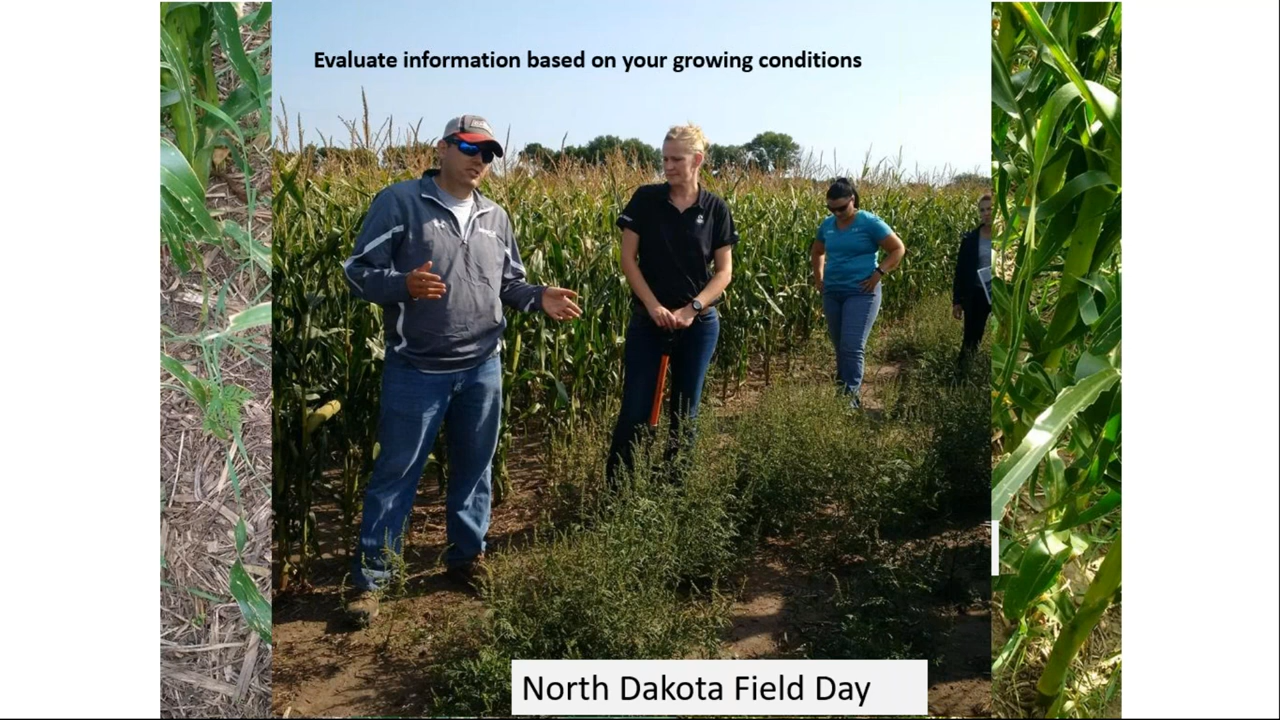 Evaluate information based on your growing conditions
North Dakota Field Day